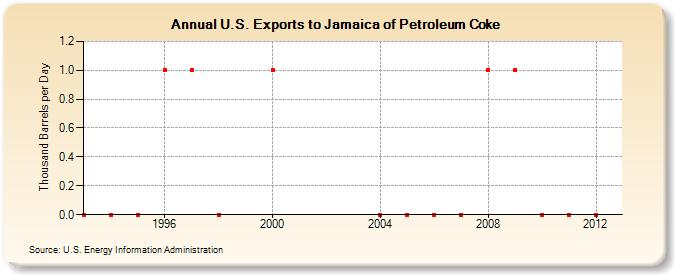 Annual U.S. Exports to Jamaica of Petroleum Coke
Thousand Barrels per Day
1.2
1.0
0.8
0.6
0.4
0.2
0.0
1996 2000 2004 2008 2012
Source: U.S. Energy Information Administration